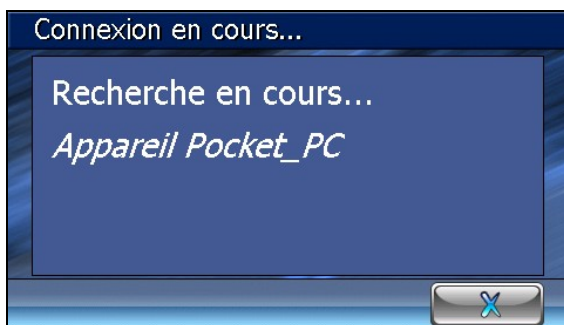 Connexion en cours...
Recherche en cours...
Appareil Pocket_PC